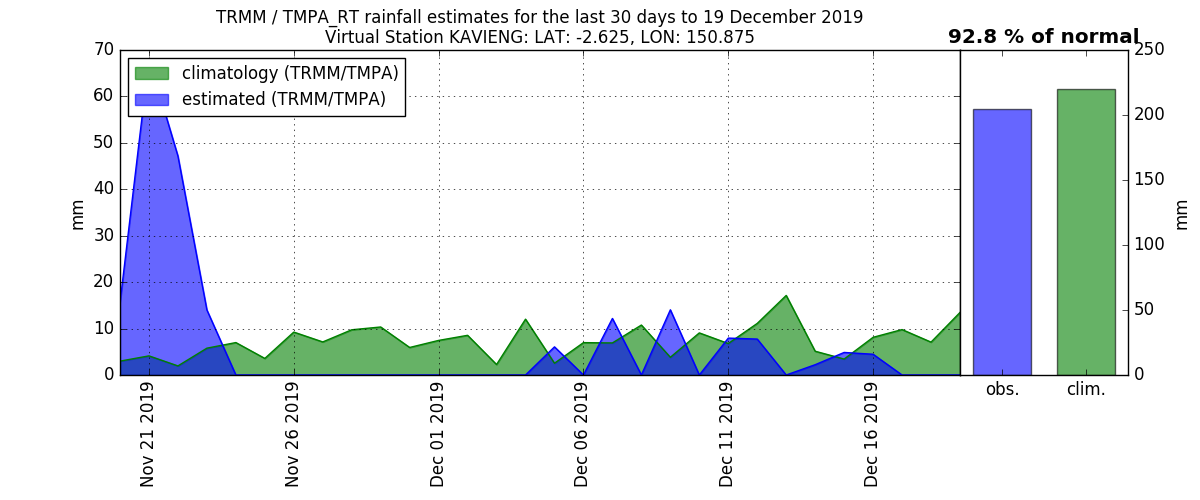 TRMM / TMPA_RT rainfall estimates for the last 30 days to 19 December 2019
Virtual Station KAVIENG: LAT: -2.625, LON: 150.875
92.8 % of normal
climatology (TRMM/TMPA)
estimated (TRMM/TMPA)
70
60
50
40
30
20
10
0
mm
250
200
150
100
50
0
mm
Nov 21 2019
Nov 26 2019
Dec 01 2019
Dec 06 2019
Dec 11 2019
Dec 16 2019
obs.
clim.